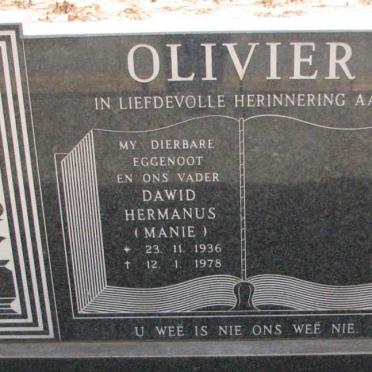 OLIVIER
IN LIEFDEVOLLE HERINNERING AA
MY DIERBARE
EGGENOOT
EN ONS VADER
DAWID
HERMANUS
(MANIE)
* 23. 11. 1936
† 12. 1. 1978
U WEË IS NIE ONS WEË NIE.